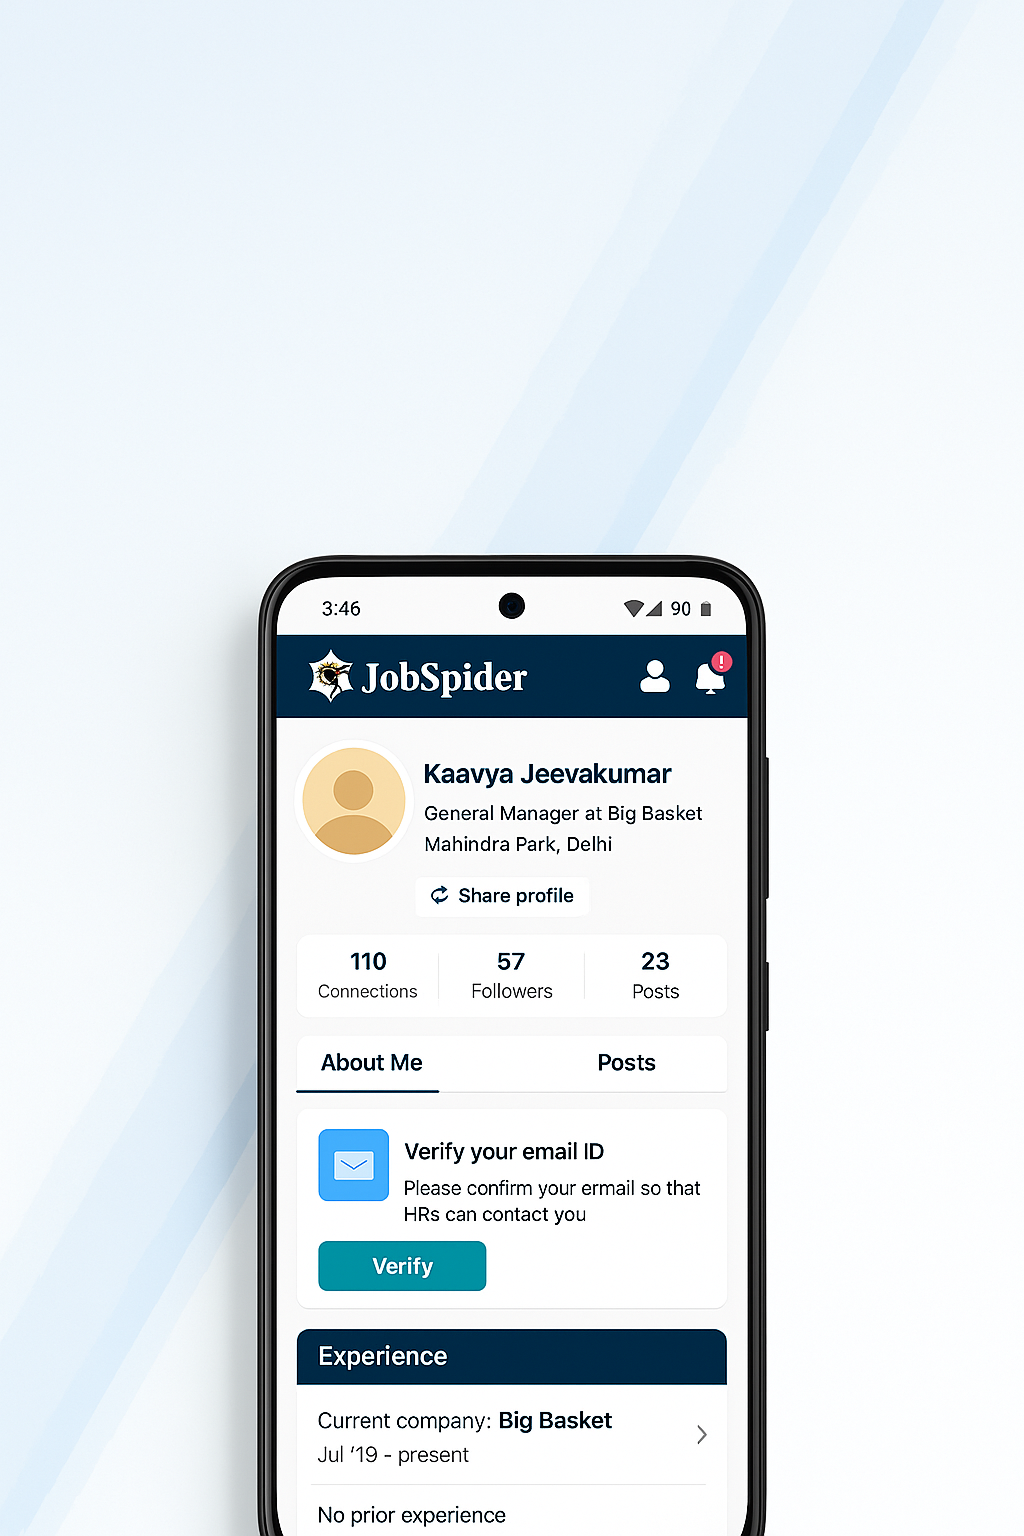 3:46
90
JobSpider
!
Kaavya Jeevakumar
General Manager at Big Basket
Mahindra Park, Delhi
Share profile
110
Connections
57
Followers
23
Posts
About Me
Posts
Verify your email ID
Please confirm your ermail so that
HRs can contact you
Verify
Experience
Current company: Big Basket
Jul '19 - present
No prior experience